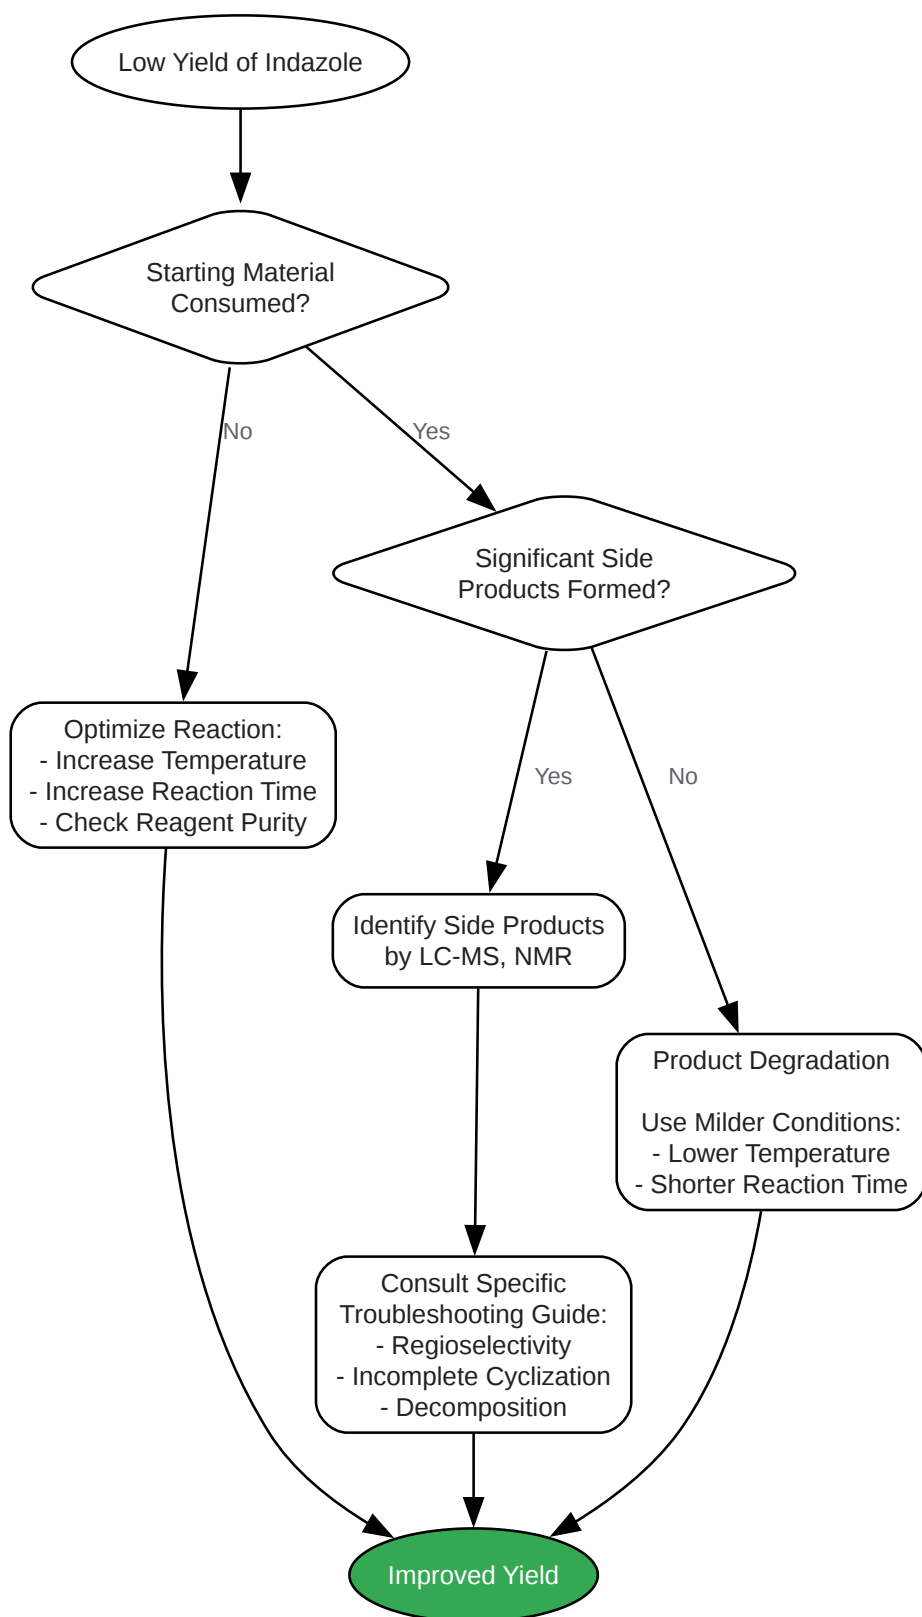 Low Yield of Indazole
Starting Material
Consumed?
No
Yes
Significant Side
Products Formed?
Optimize Reaction:
- Increase Temperature
- Increase Reaction Time
- Check Reagent Purity
Yes
No
Identify Side Products
by LC-MS, NMR
Product Degradation
Use Milder Conditions:
- Lower Temperature
- Shorter Reaction Time
Consult Specific
Troubleshooting Guide:
- Regioselectivity
- Incomplete Cyclization
- Decomposition
Improved Yield